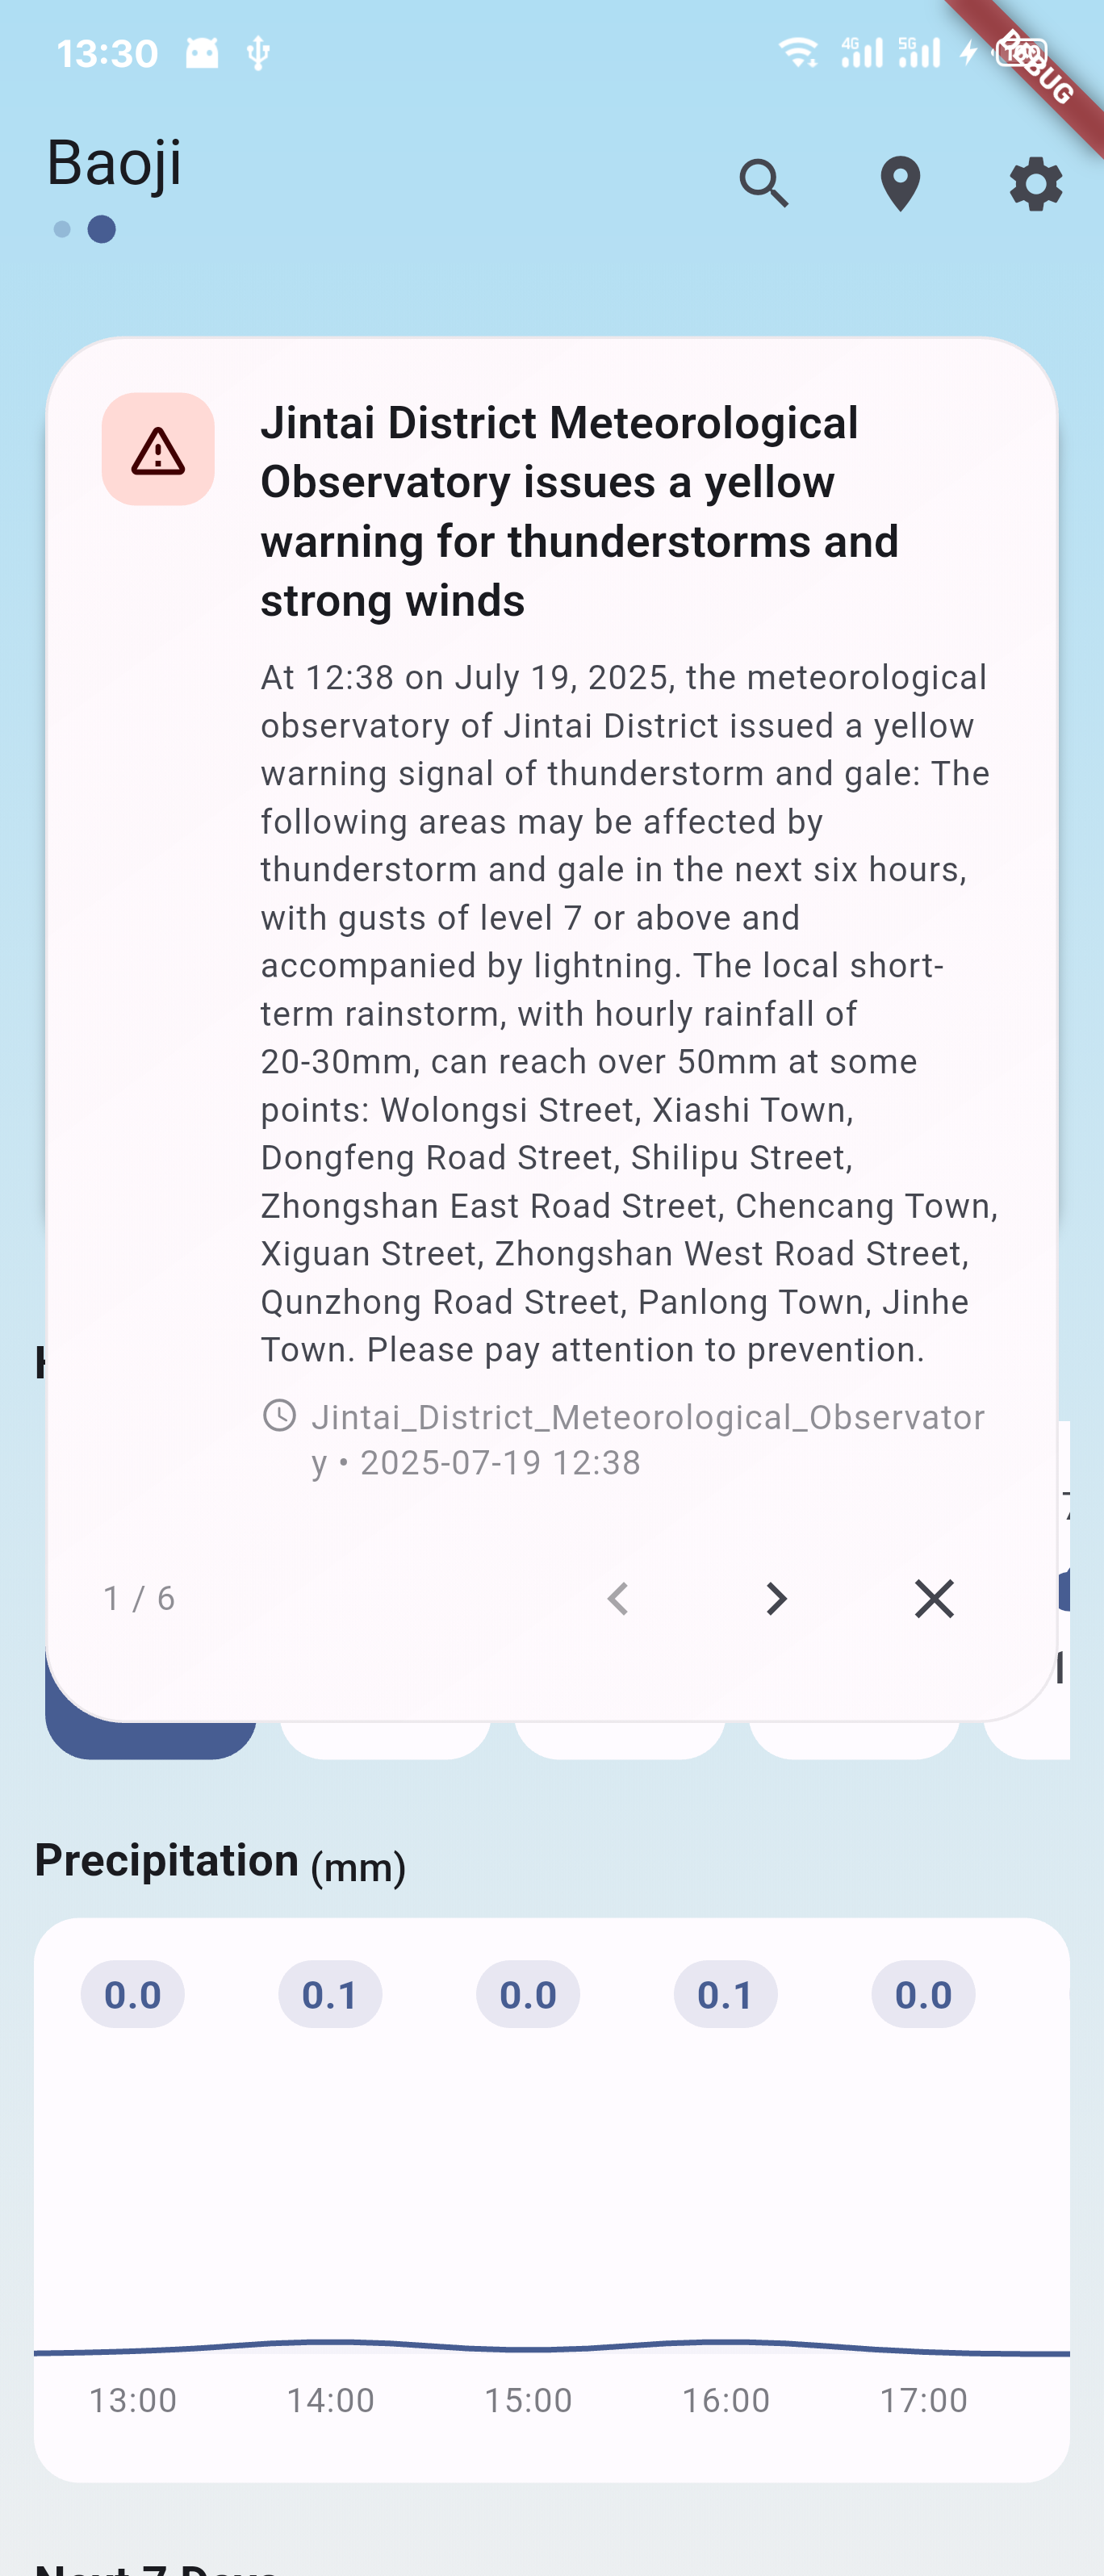 13:30
4G 5G
DEBUG
Baoji
Jintai District Meteorological
Observatory issues a yellow
warning for thunderstorms and
strong winds
At 12:38 on July 19, 2025, the meteorological
observatory of Jintai District issued a yellow
warning signal of thunderstorm and gale: The
following areas may be affected by
thunderstorm and gale in the next six hours,
with gusts of level 7 or above and
accompanied by lightning. The local short-
term rainstorm, with hourly rainfall of
20-30mm, can reach over 50mm at some
points: Wolongsi Street, Xiashi Town,
Dongfeng Road Street, Shilipu Street,
Zhongshan East Road Street, Chencang Town,
Xiguan Street, Zhongshan West Road Street,
Qunzhong Road Street, Panlong Town, Jinhe
Town. Please pay attention to prevention.
Jintai_District_Meteorological_Observator
y • 2025-07-19 12:38
1 / 6
Precipitation (mm)
0.0 0.1 0.0 0.1 0.0
13:00 14:00 15:00 16:00 17:00
Next 7 Days